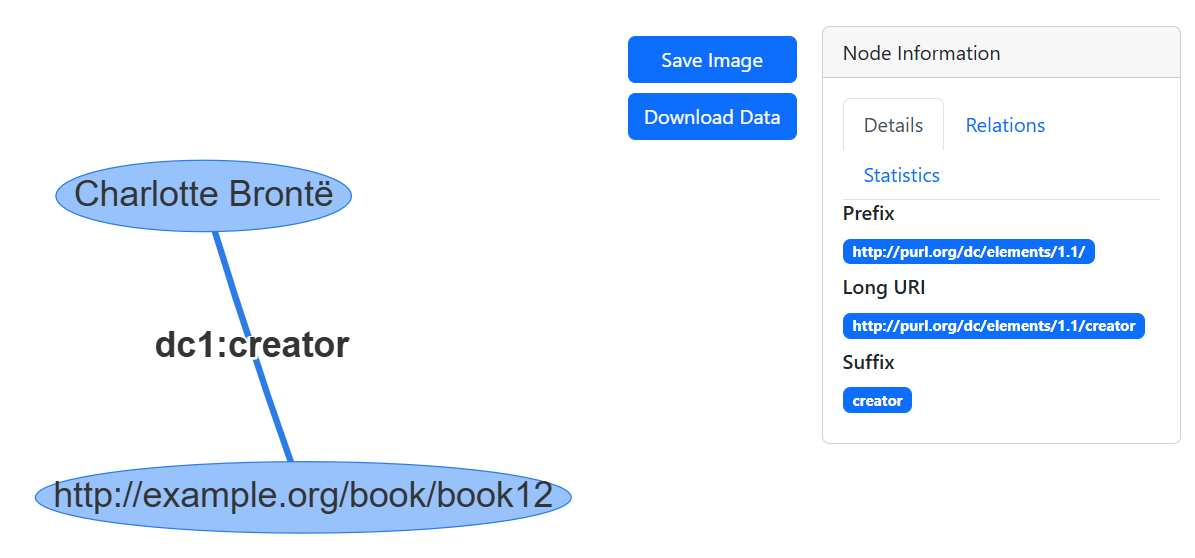 Charlotte Brontë
dc1:creator
http://example.org/book/book12
Save Image
Download Data
Node Information
Details
Relations
Statistics
Prefix
http://purl.org/dc/elements/1.1/
Long URI
http://purl.org/dc/elements/1.1/creator
Suffix
creator